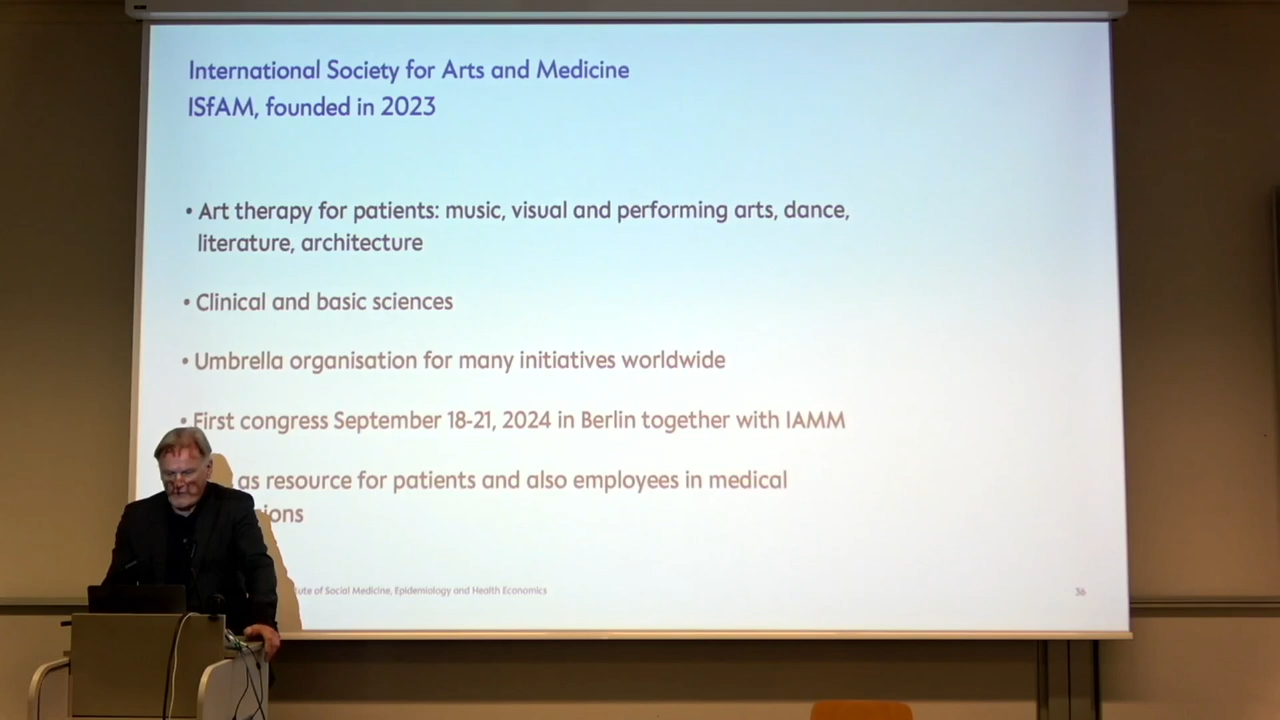 International Society for Arts and Medicine
ISfAM, founded in 2023
• Art therapy for patients: music, visual and performing arts, dance,
literature, architecture
• Clinical and basic sciences
• Umbrella organisation for many initiatives worldwide
• First congress September 18-21, 2024 in Berlin together with IAMM
as resource for patients and also employees in medical
of Social Medicine, Epidemiology and Health Economics
36